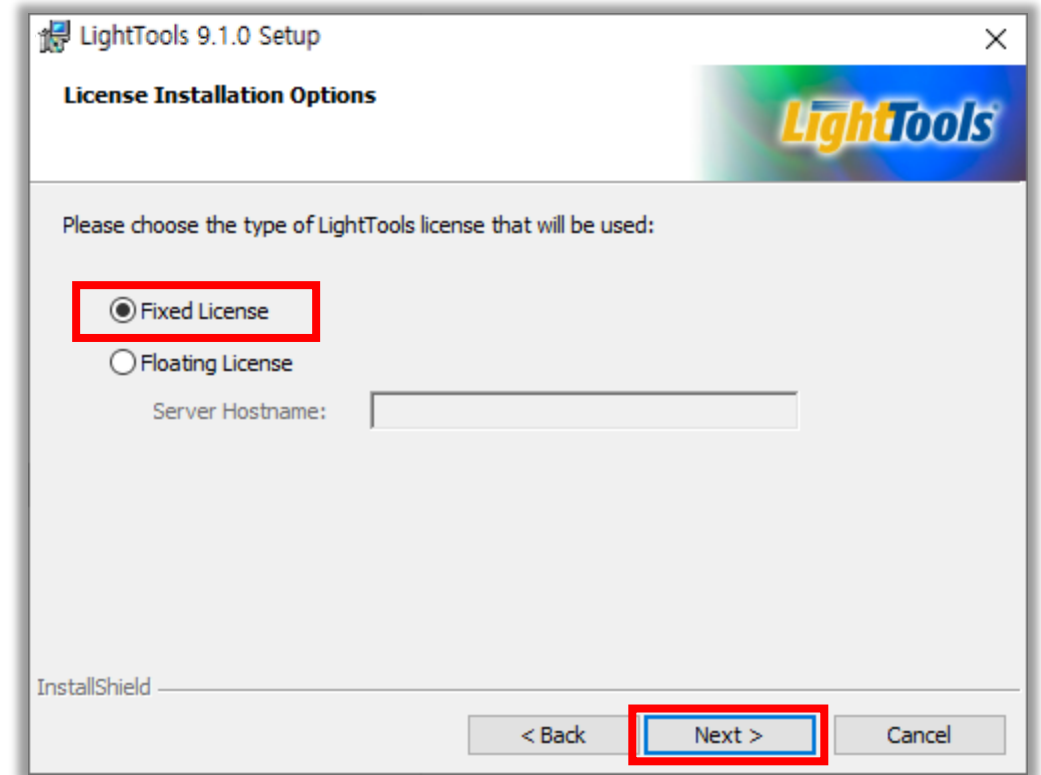 LightTools 9.1.0 Setup
License Installation Options
LightTools
Please choose the type of LightTools license that will be used:
Fixed License
Floating License
Server Hostname:
InstallShield
< Back
Next >
Cancel